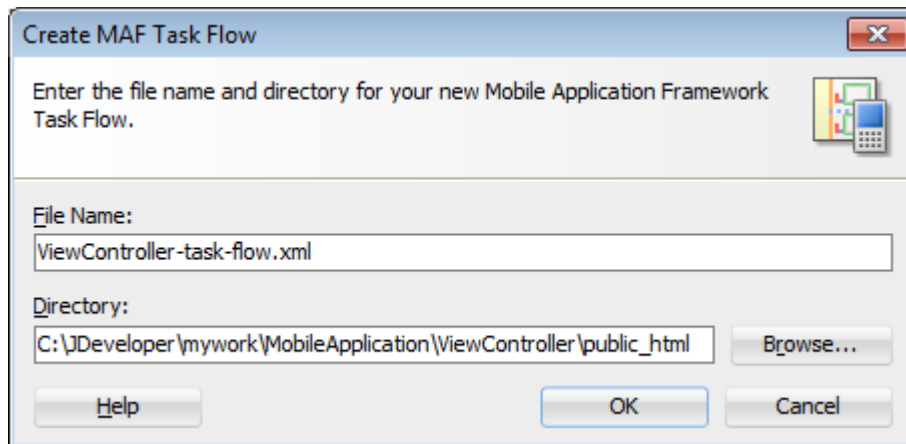 Create MAF Task Flow
Enter the file name and directory for your new Mobile Application Framework
Task Flow.
File Name:
ViewController-task-flow.xml
Directory:
C:\JDeveloper\mywork\MobileApplication\ViewController\public_html
Browse...
Help
OK
Cancel